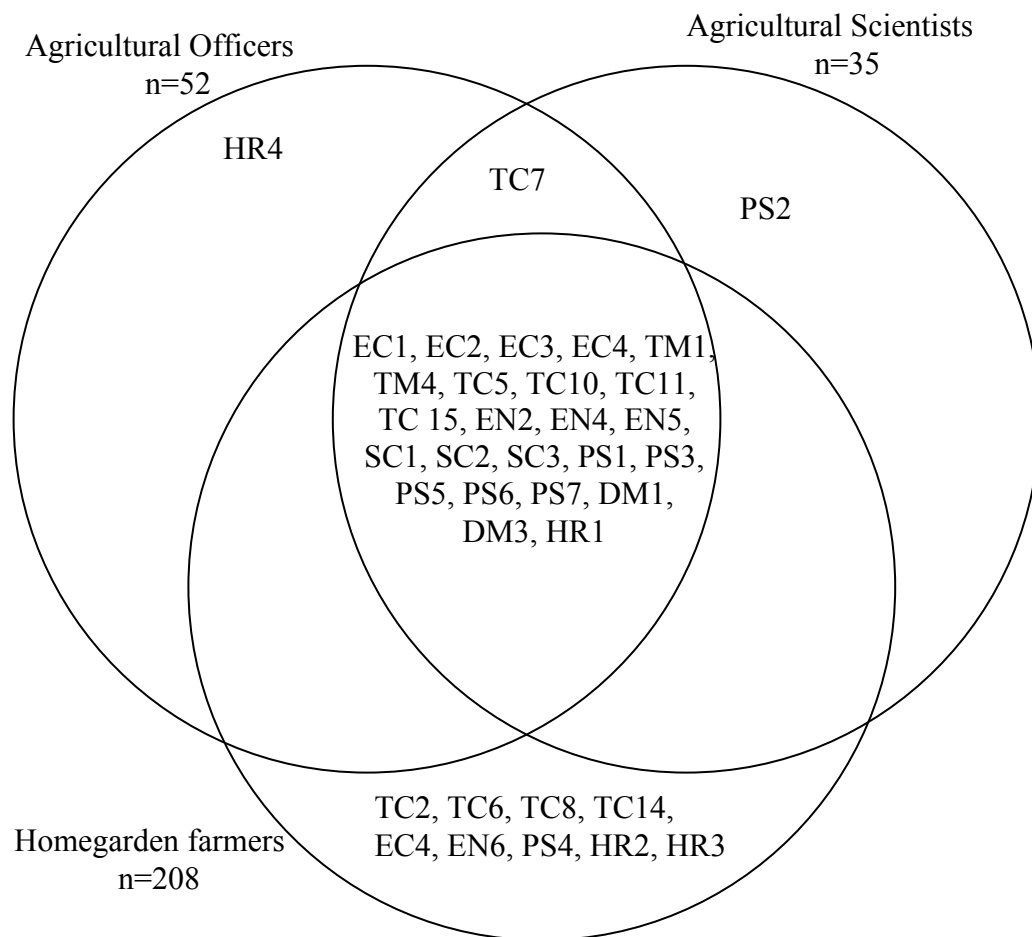 Agricultural Officers
n=52
Agricultural Scientists
n=35
HR4
TC7
PS2
EC1, EC2, EC3, EC4, TM1,
TM4, TC5, TC10, TC11,
TC 15, EN2, EN4, EN5,
SC1, SC2, SC3, PS1, PS3,
PS5, PS6, PS7, DM1,
DM3, HR1
TC2, TC6, TC8, TC14,
EC4, EN6, PS4, HR2, HR3
Homegarden farmers
n=208